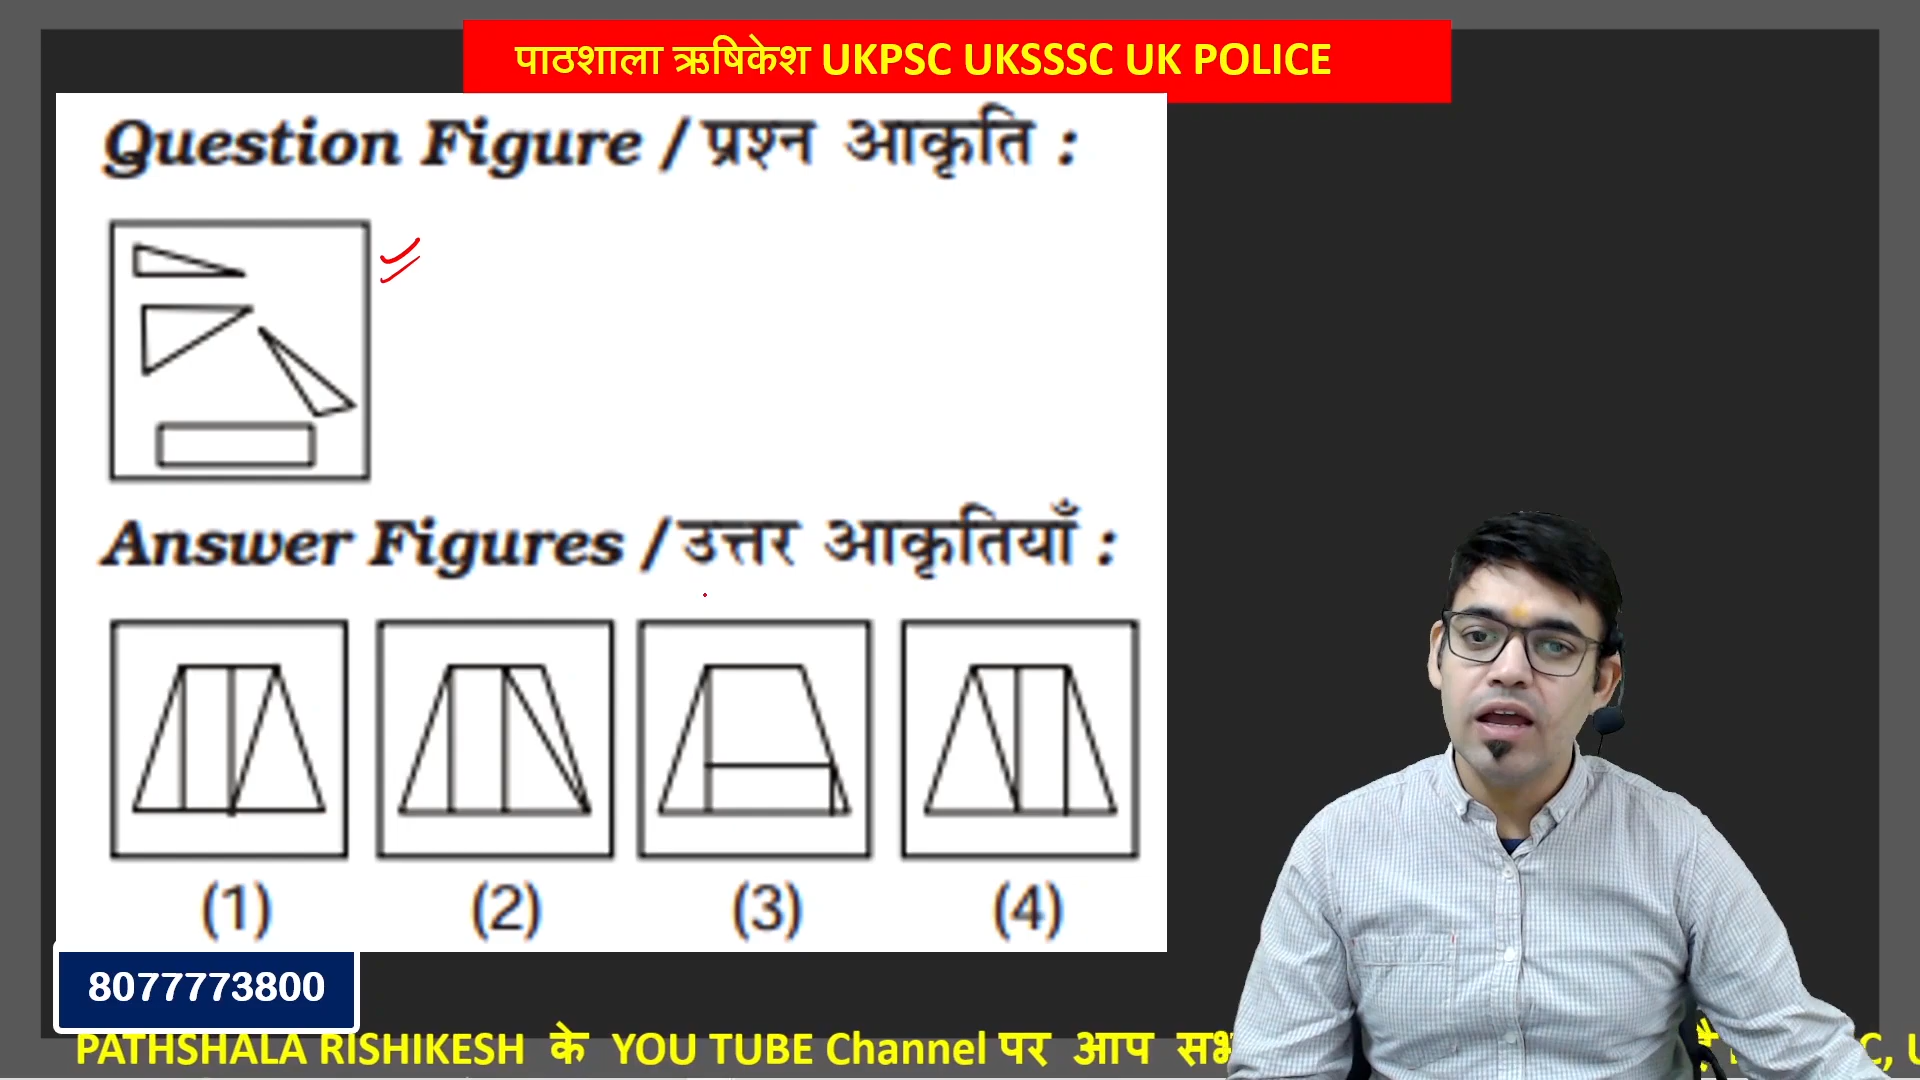 पाठशाला ऋषिकेश UKPSC UKSSSC UK POLICE
Question Figure / प्रश्न आकृति :
Answer Figures / उत्तर आकृतियाँ :
(1) (2) (3) (4)
8077773800
PATHSHALA RISHIKESH के YOU TUBE Channel पर आप